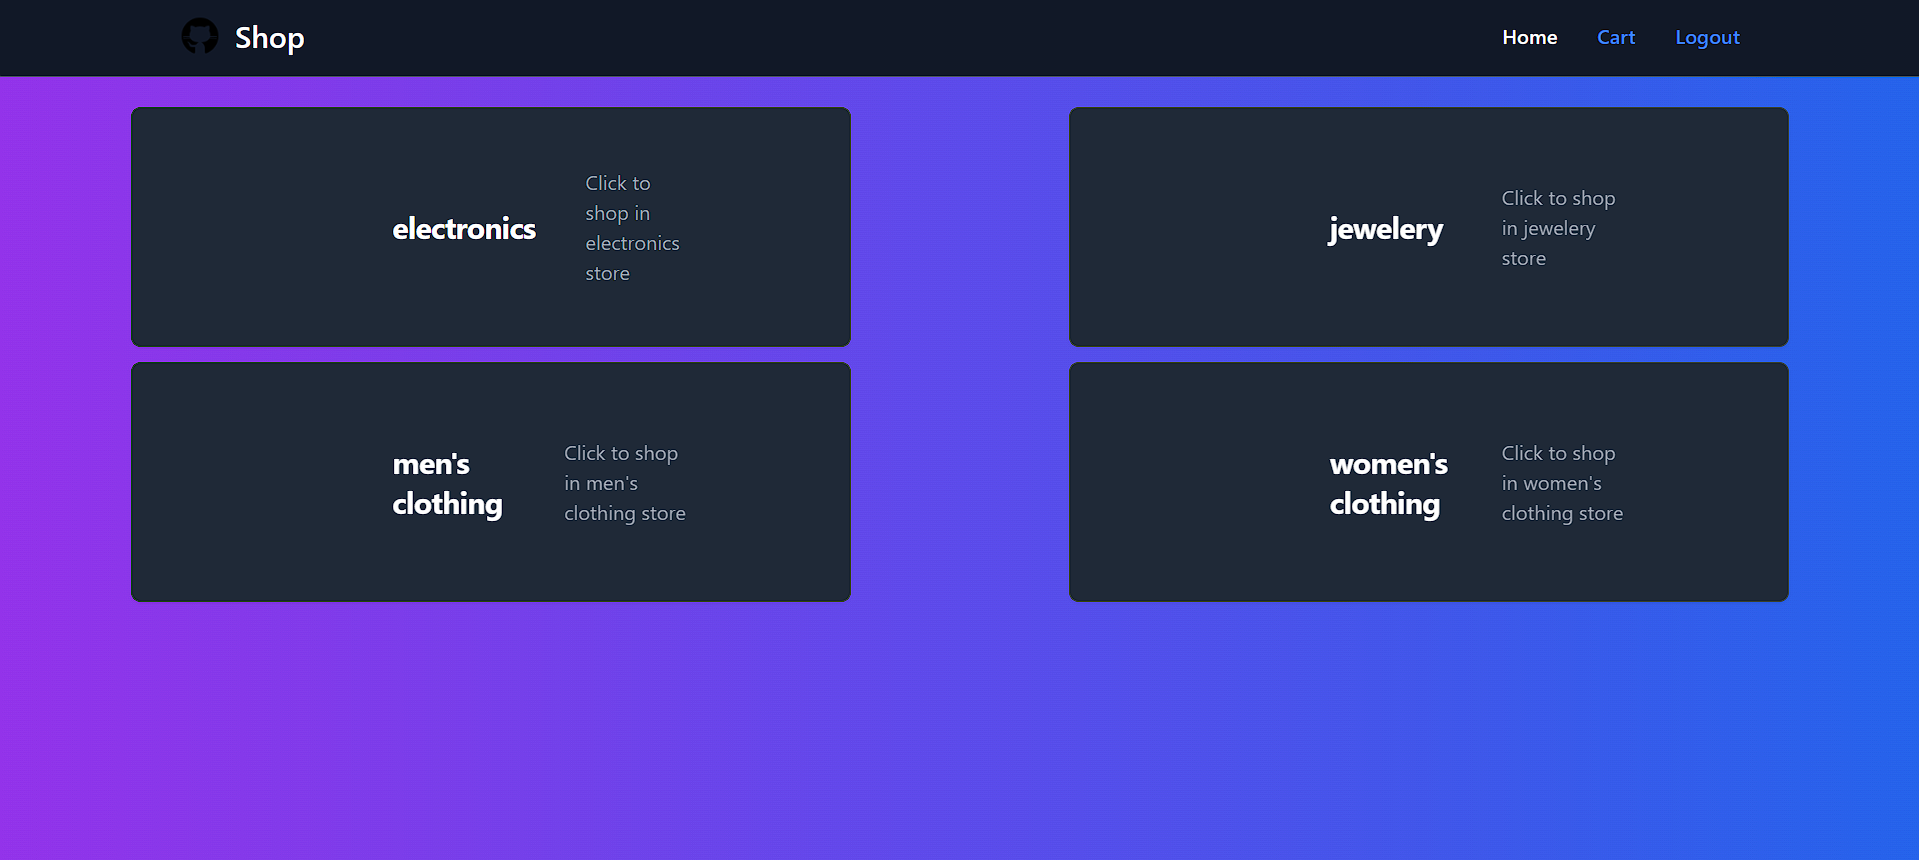 Shop
Home
Cart
Logout
electronics
Click to
shop in
electronics
store
jewelery
Click to shop
in jewelery
store
men's
clothing
Click to shop
in men's
clothing store
women's
clothing
Click to shop
in women's
clothing store